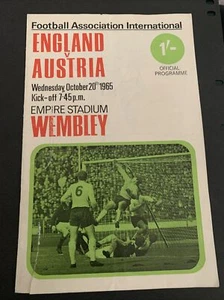 Football Association International
ENGLAND
v
AUSTRIA
1'-
OFFICIAL
PROGRAMME
Wednesday, October 20th 1965
Kick-off 7·45 p.m.
EMPIRE STADIUM
WEMBLEY
6